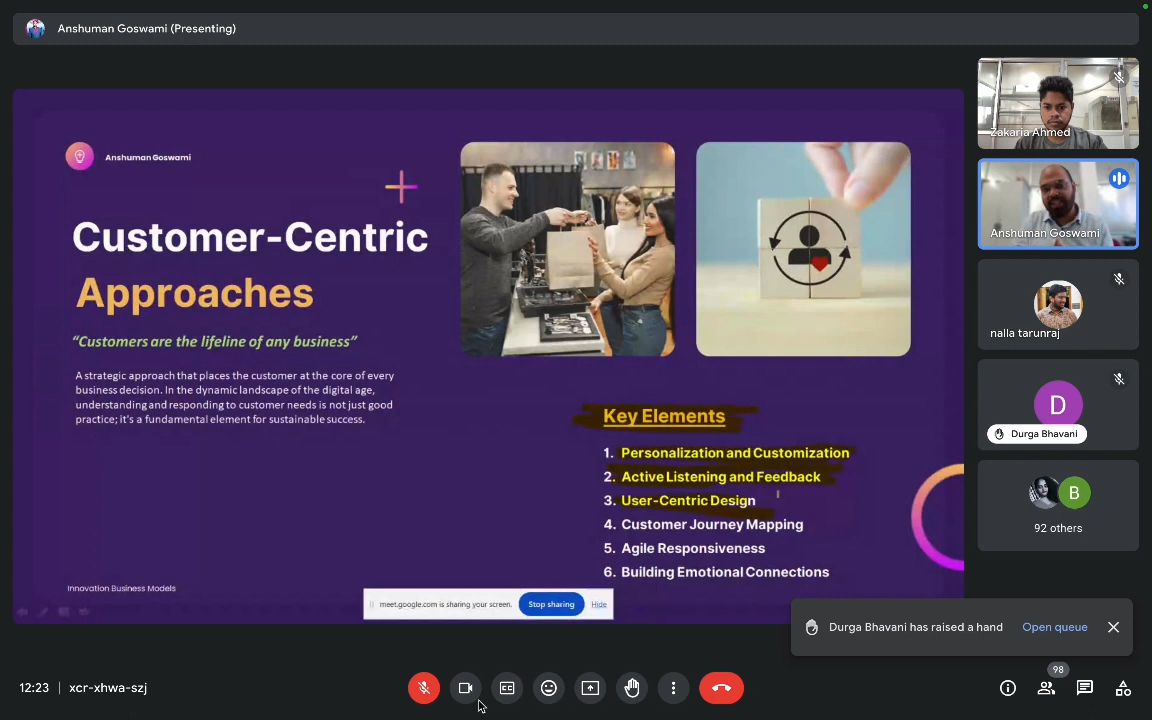 Anshuman Goswami (Presenting)
Anshuman Goswami
Customer-Centric
Approaches
“Customers are the lifeline of any business”
A strategic approach that places the customer at the core of every
business decision. In the dynamic landscape of the digital age,
understanding and responding to customer needs is not just good
practice; it's a fundamental element for sustainable success.
Key Elements
1. Personalization and Customization
2. Active Listening and Feedback
3. User-Centric Design
4. Customer Journey Mapping
5. Agile Responsiveness
6. Building Emotional Connections
Innovation Business Models
meet.google.com is sharing your screen.
Stop sharing
Hide
Zakaria Ahmed
Anshuman Goswami
nalla tarunraj
D
Durga Bhavani
B
92 others
Durga Bhavani has raised a hand
Open queue
12:23 | xcr-xhwa-szj
CC
98